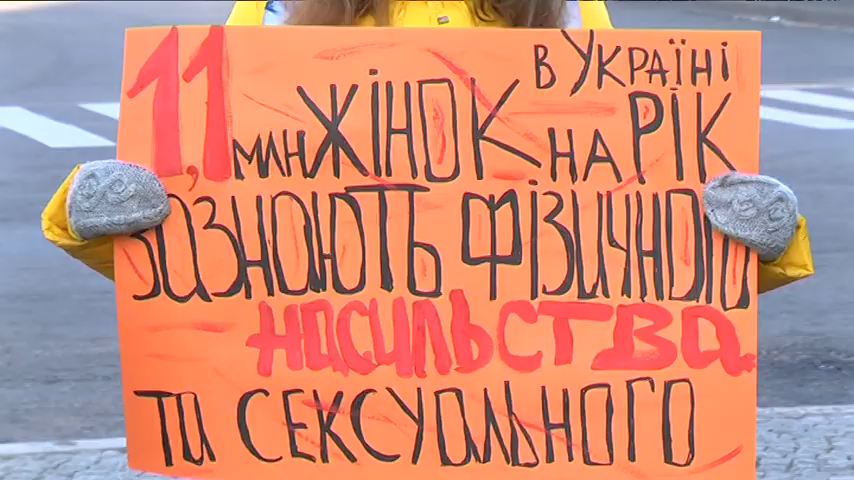 1,1 млн ЖІНОК в УКРАЇНІ НА РІК
ЗАЗНАЮТЬ ФІЗИЧНОГО
НАСИЛЬСТВА
ТА СЕКСУАЛЬНОГО